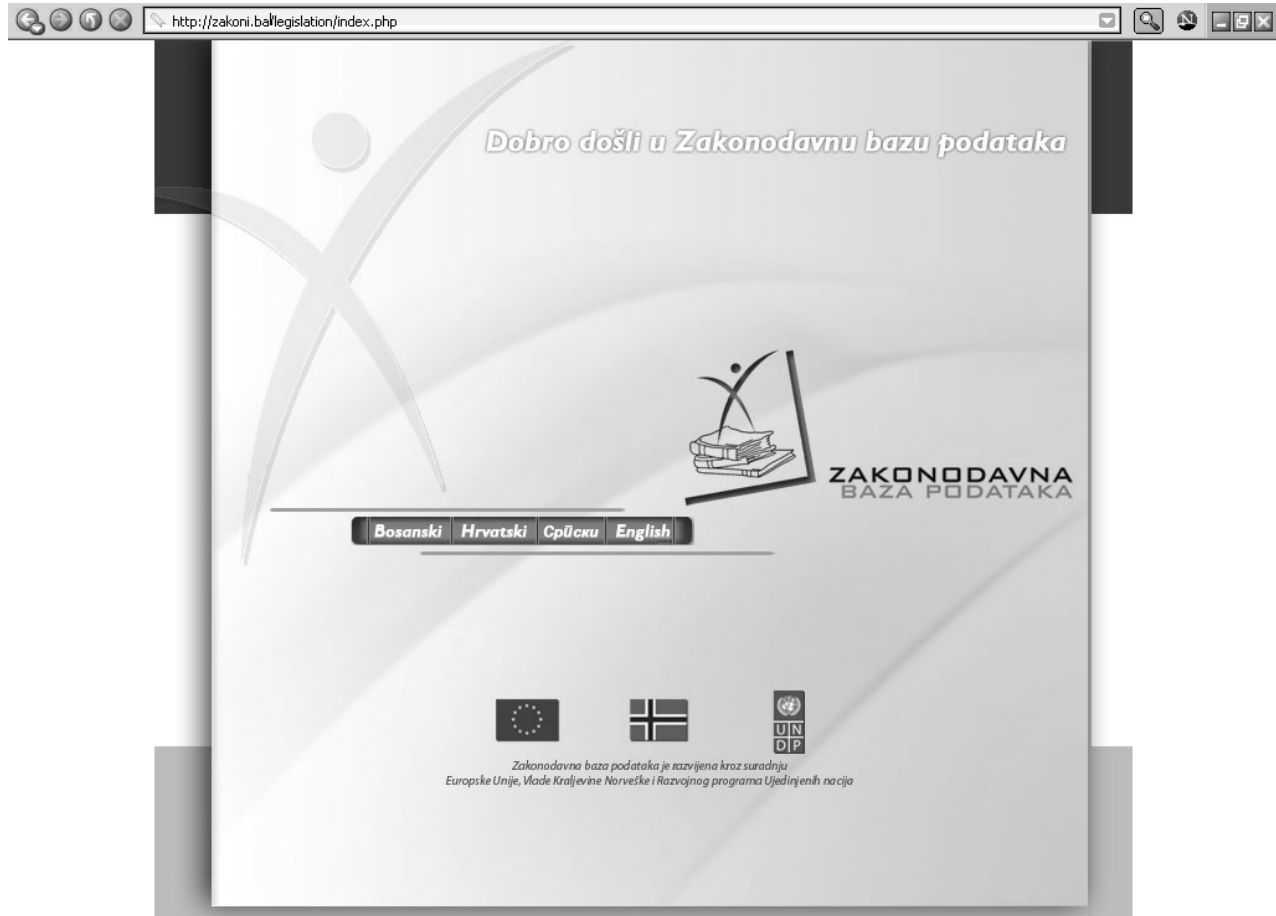 http://zakoni.ba/legislation/index.php
Dobro došli u Zakonodavnu bazu podataka
ZAKONODAVNA
BAZA PODATAKA
Bosanski Hrvatski Српски English
UN
DP
Zakonodavna baza podataka je razvijena kroz suradnju
Europske Unije, Vlade Kraljevine Norveške i Razvojnog programa Ujedinjenih nacija